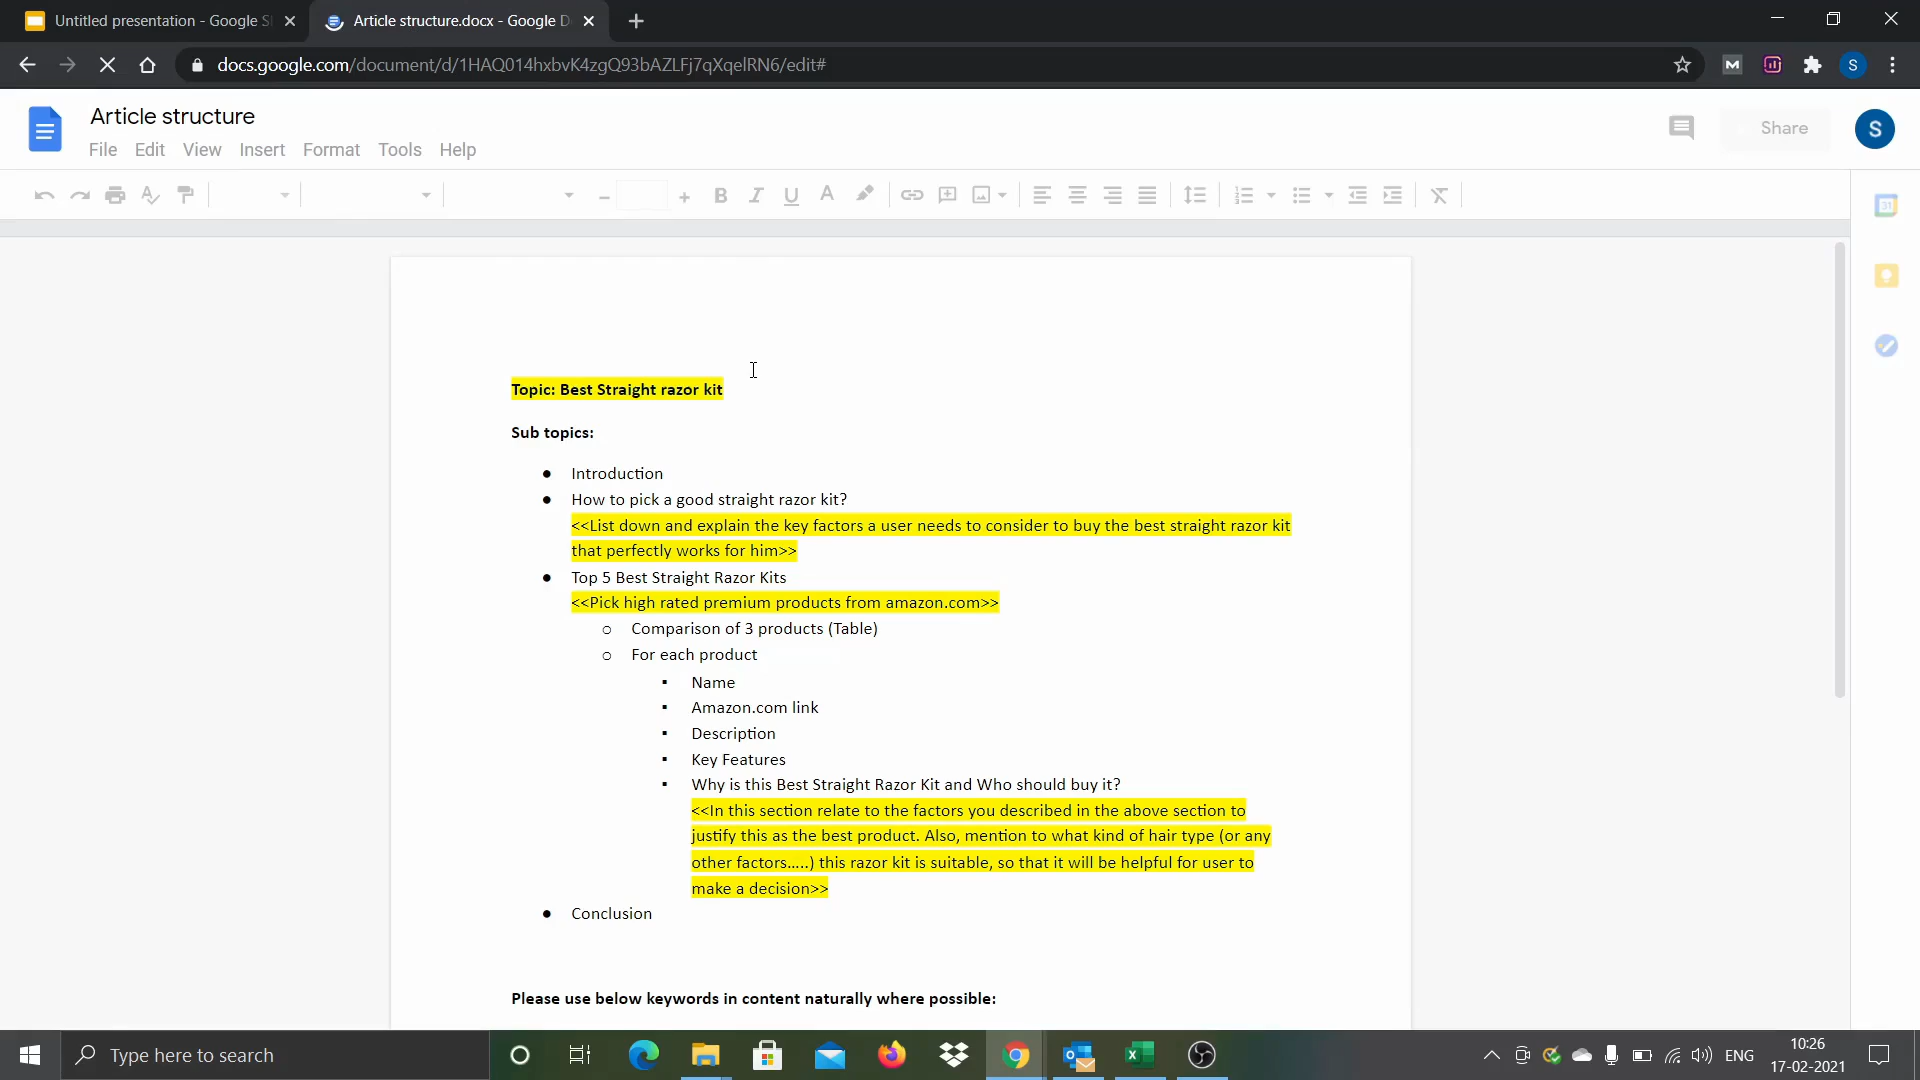 Untitled presentation - Google S
Article structure.docx - Google D
docs.google.com/document/d/1HAQ014hxbvK4zgQ93bAZLFj7qXqelRN6/edit#
M
S
Article structure
File Edit View Insert Format Tools Help
Share
S
31
Topic: Best Straight razor kit
Sub topics:
● Introduction
● How to pick a good straight razor kit?
<<List down and explain the key factors a user needs to consider to buy the best straight razor kit
that perfectly works for him>>
● Top 5 Best Straight Razor Kits
<<Pick high rated premium products from amazon.com>>
o Comparison of 3 products (Table)
o For each product
▪ Name
▪ Amazon.com link
▪ Description
▪ Key Features
▪ Why is this Best Straight Razor Kit and Who should buy it?
<<In this section relate to the factors you described in the above section to
justify this as the best product. Also, mention to what kind of hair type (or any
other factors…..) this razor kit is suitable, so that it will be helpful for user to
make a decision>>
● Conclusion
Please use below keywords in content naturally where possible:
Type here to search
ENG
10:26
17-02-2021